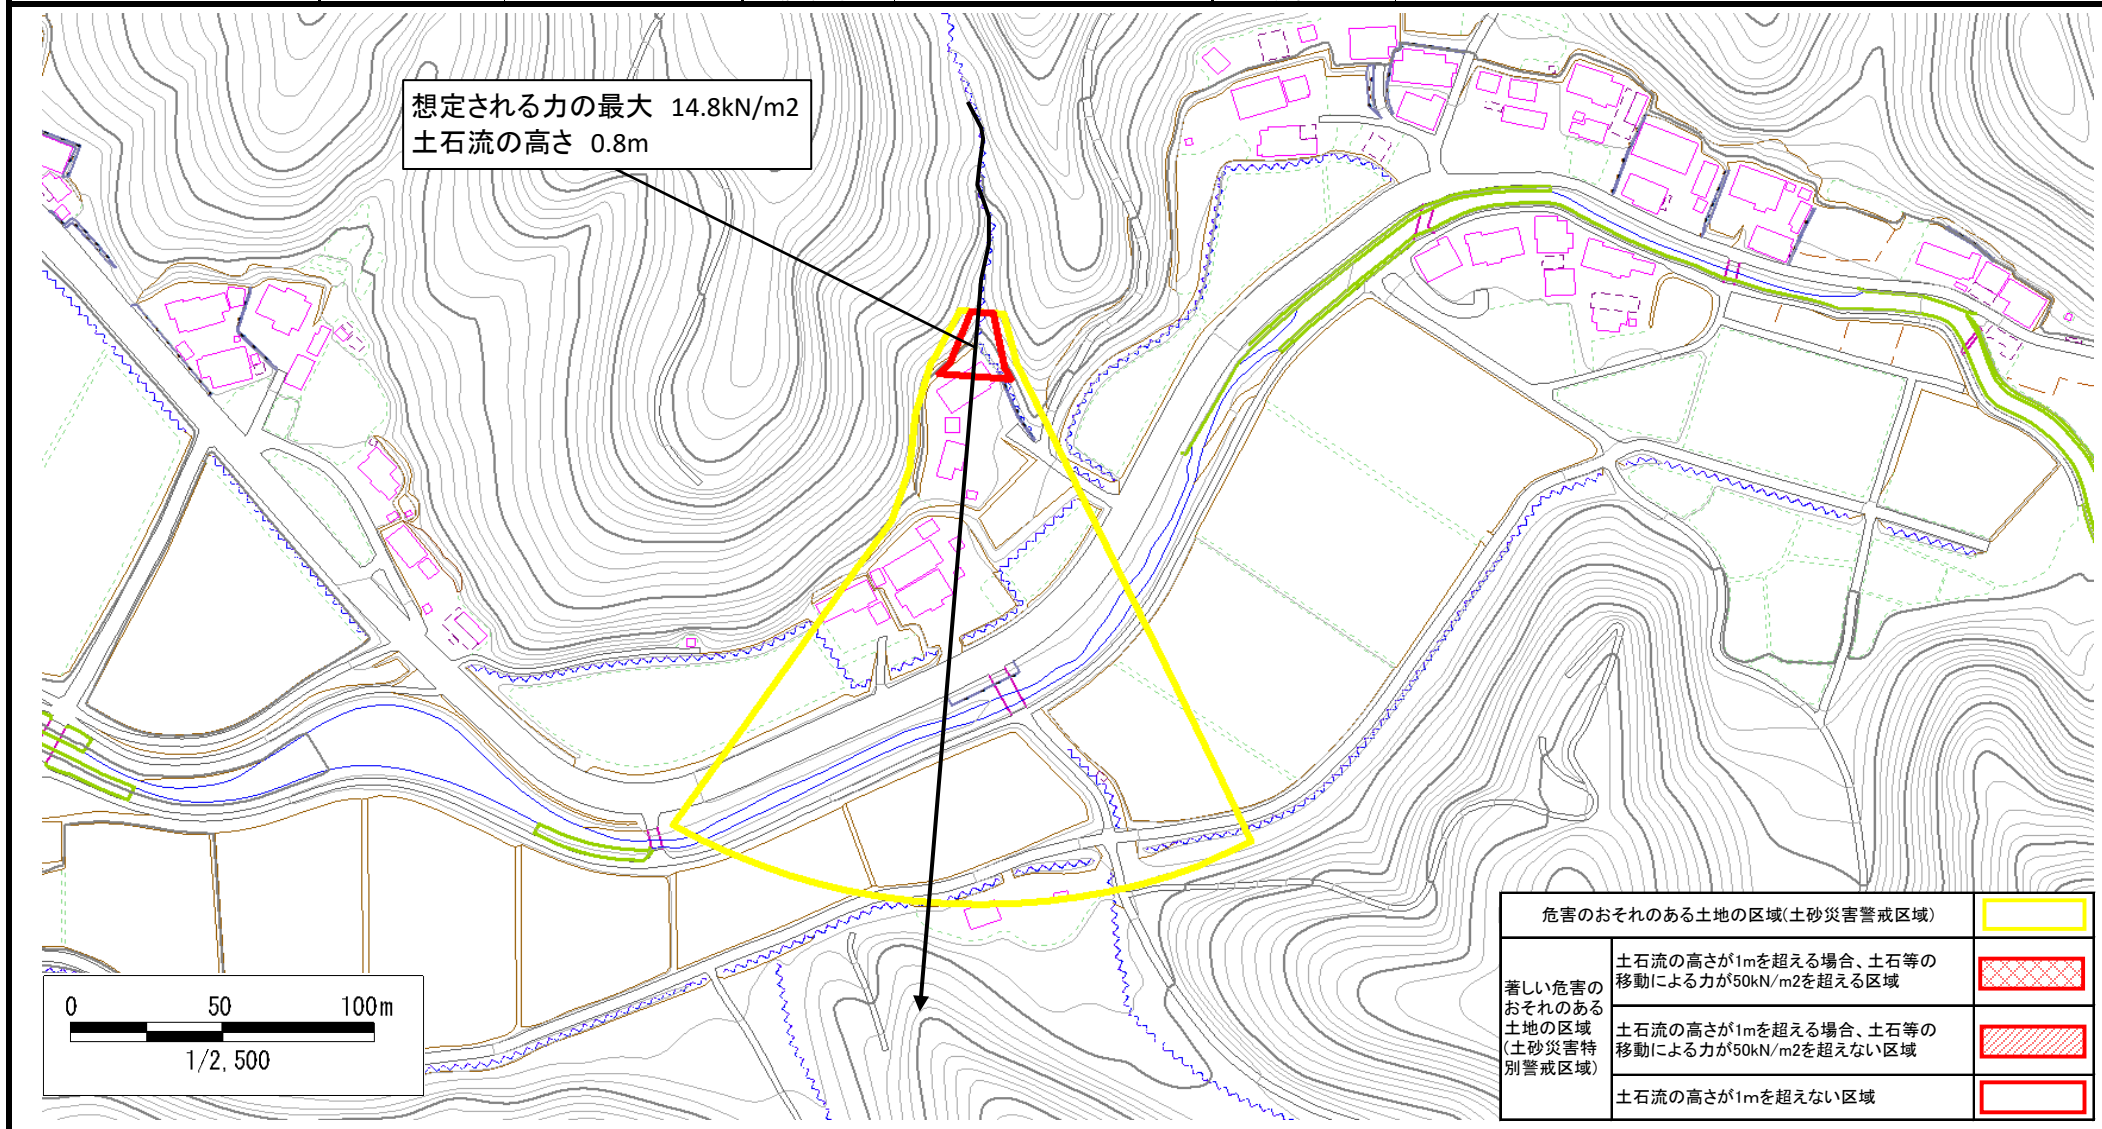 想定される力の最大 14.8kN/m2
土石流の高さ 0.8m
0 50 100m
1/2,500
危害のおそれのある土地の区域(土砂災害警戒区域)
著しい危害の
おそれのある
土地の区域
(土砂災害特
別警戒区域)
土石流の高さが1mを超える場合、土石等の
移動による力が50kN/m2を超える区域
土石流の高さが1mを超える場合、土石等の
移動による力が50kN/m2を超えない区域
土石流の高さが1mを超えない区域